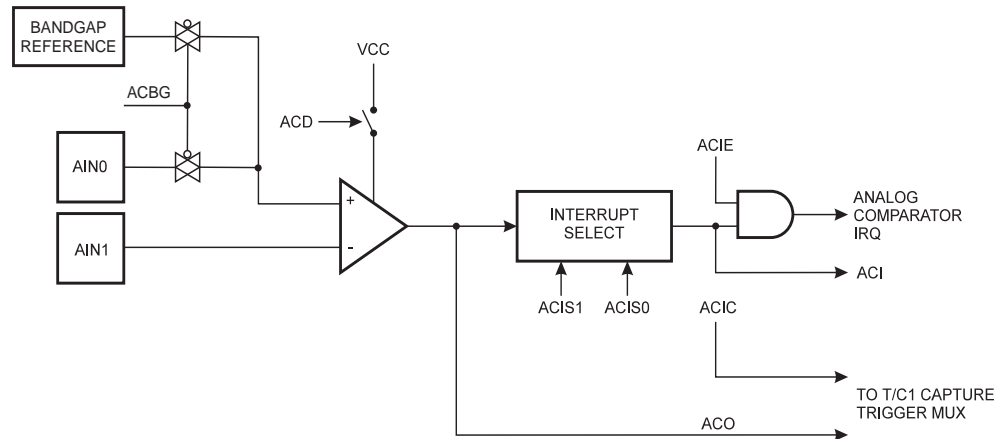 BANDGAP
REFERENCE
VCC
ACBG
ACD
AIN0
ACIE
+
INTERRUPT
SELECT
ANALOG
COMPARATOR
IRQ
AIN1
-
ACI
ACIS1
ACIS0
ACIC
TO T/C1 CAPTURE
TRIGGER MUX
ACO